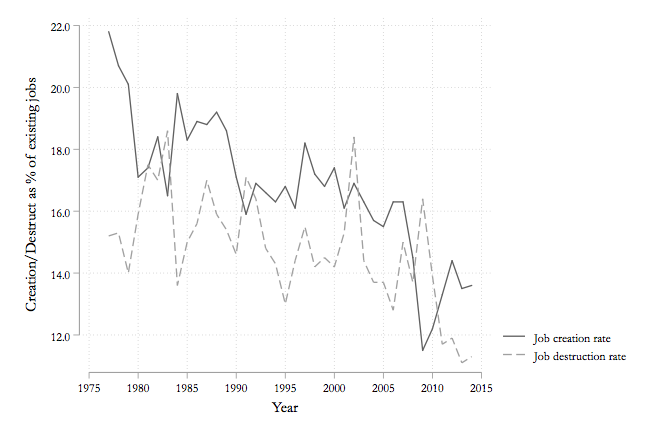 22.0
20.0
18.0
16.0
14.0
12.0
Creation/Destruct as % of existing jobs
1975 1980 1985 1990 1995 2000 2005 2010 2015
Year
Job creation rate
Job destruction rate